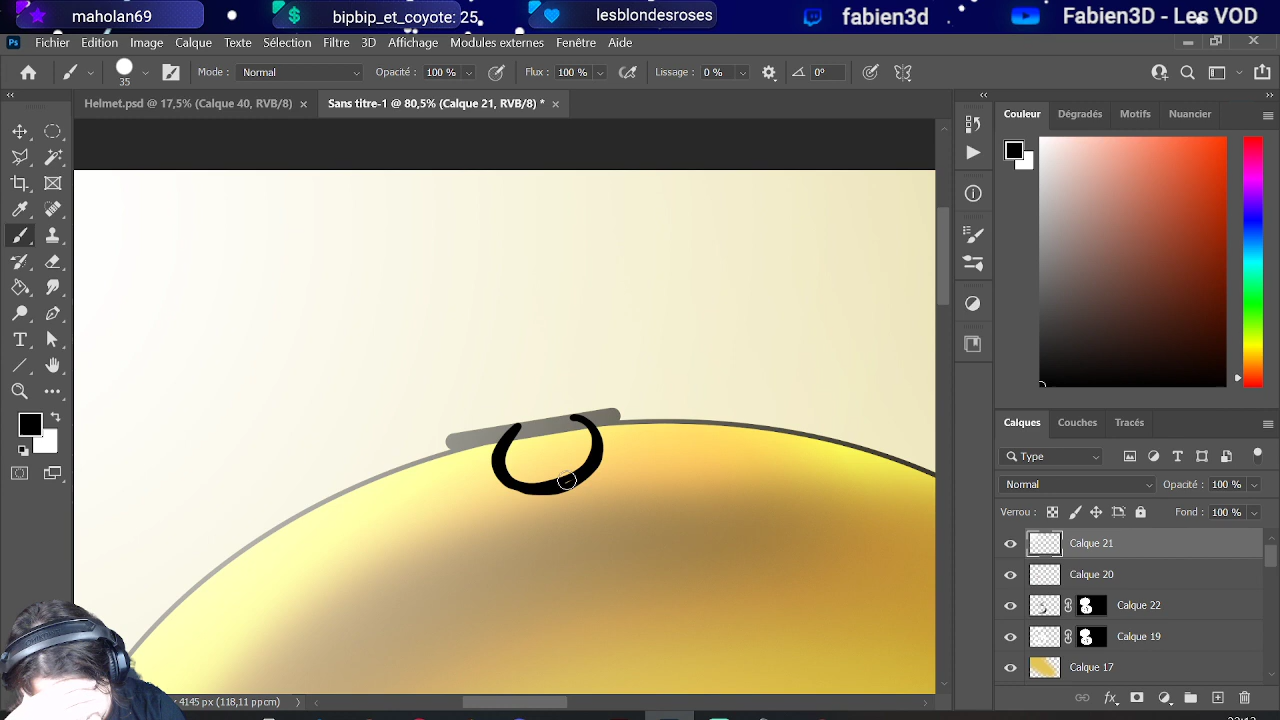 maholan69
bipbip_et_coyote: 25
lesblondesroses
fabien3d
Fabien3D - Les VOD
Ps
Fichier Edition Image Calque Texte Sélection Filtre 3D Affichage Modules externes Fenêtre Aide
35
Mode : Normal
Opacité : 100 %
Flux : 100 %
Lissage : 0 %
0°
Helmet.psd @ 17,5% (Calque 40, RVB/8) ×
Sans titre-1 @ 80,5% (Calque 21, RVB/8) * ×
Couleur Dégradés Motifs Nuancier
Calques Couches Tracés
Type
Normal
Opacité : 100 %
Verrou :
Fond : 100 %
Calque 21
Calque 20
Calque 22
Calque 19
Calque 17
fx
4145 px (118,11 ppcm)